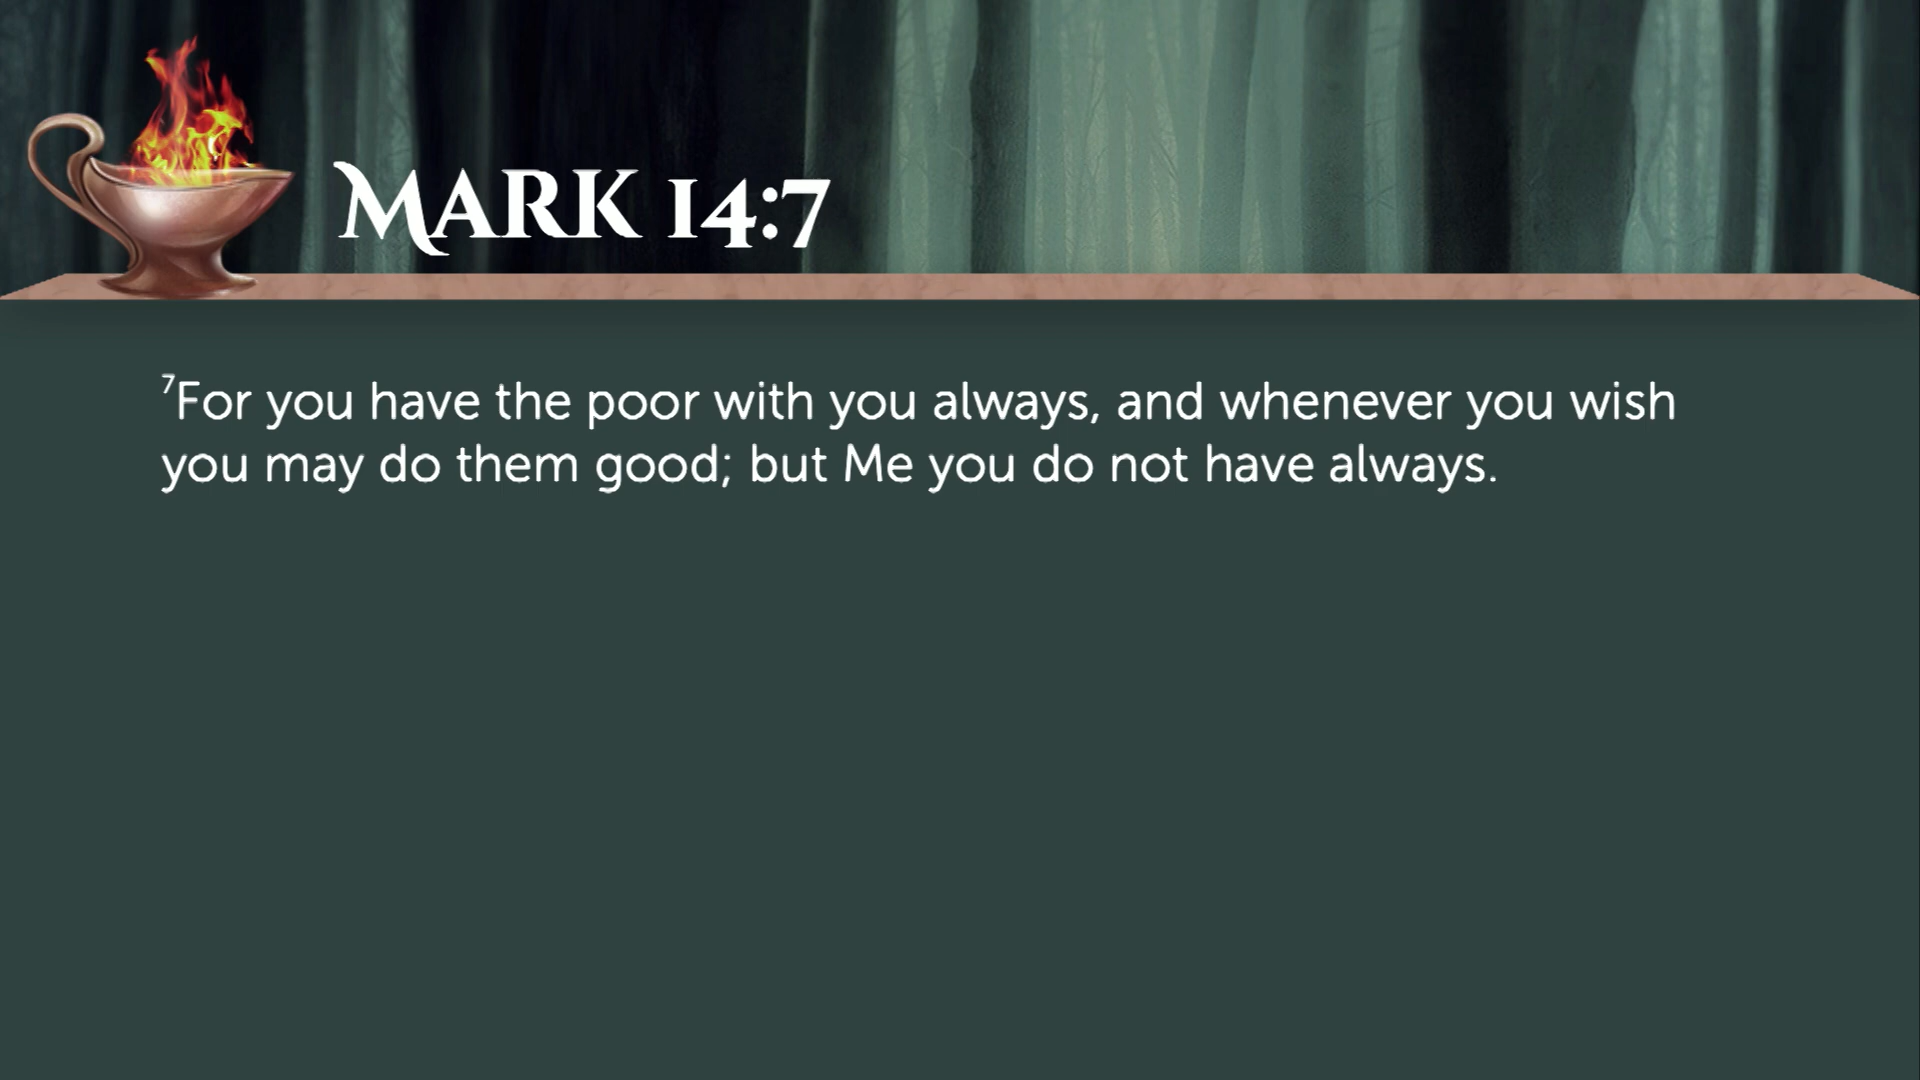 MARK 14:7
⁷For you have the poor with you always, and whenever you wish
you may do them good; but Me you do not have always.